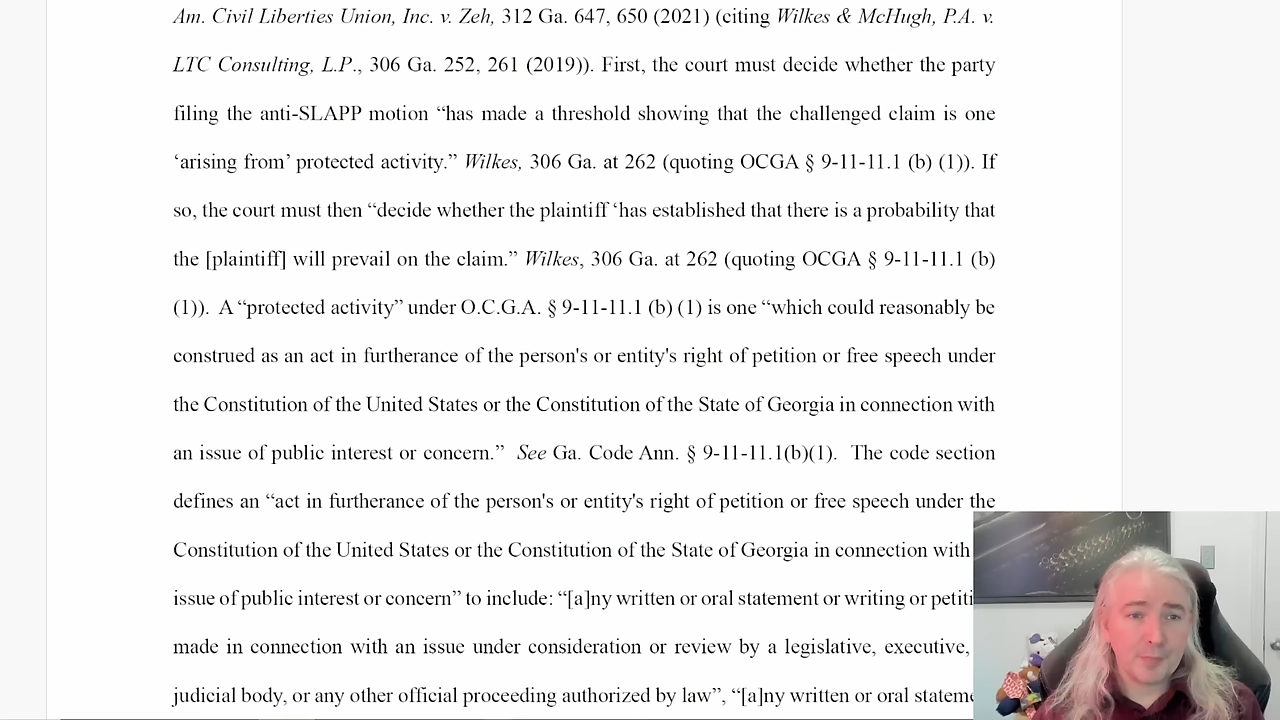 Am. Civil Liberties Union, Inc. v. Zeh, 312 Ga. 647, 650 (2021) (citing Wilkes & McHugh, P.A. v.
LTC Consulting, L.P., 306 Ga. 252, 261 (2019)). First, the court must decide whether the party
filing the anti-SLAPP motion “has made a threshold showing that the challenged claim is one
‘arising from’ protected activity.” Wilkes, 306 Ga. at 262 (quoting OCGA § 9-11-11.1 (b) (1)). If
so, the court must then “decide whether the plaintiff ‘has established that there is a probability that
the [plaintiff] will prevail on the claim.” Wilkes, 306 Ga. at 262 (quoting OCGA § 9-11-11.1 (b)
(1)). A “protected activity” under O.C.G.A. § 9-11-11.1 (b) (1) is one “which could reasonably be
construed as an act in furtherance of the person's or entity's right of petition or free speech under
the Constitution of the United States or the Constitution of the State of Georgia in connection with
an issue of public interest or concern.” See Ga. Code Ann. § 9-11-11.1(b)(1). The code section
defines an “act in furtherance of the person's or entity's right of petition or free speech under the
Constitution of the United States or the Constitution of the State of Georgia in connection with
issue of public interest or concern” to include: “[a]ny written or oral statement or writing or petiti
made in connection with an issue under consideration or review by a legislative, executive,
judicial body, or any other official proceeding authorized by law”, “[a]ny written or oral stateme